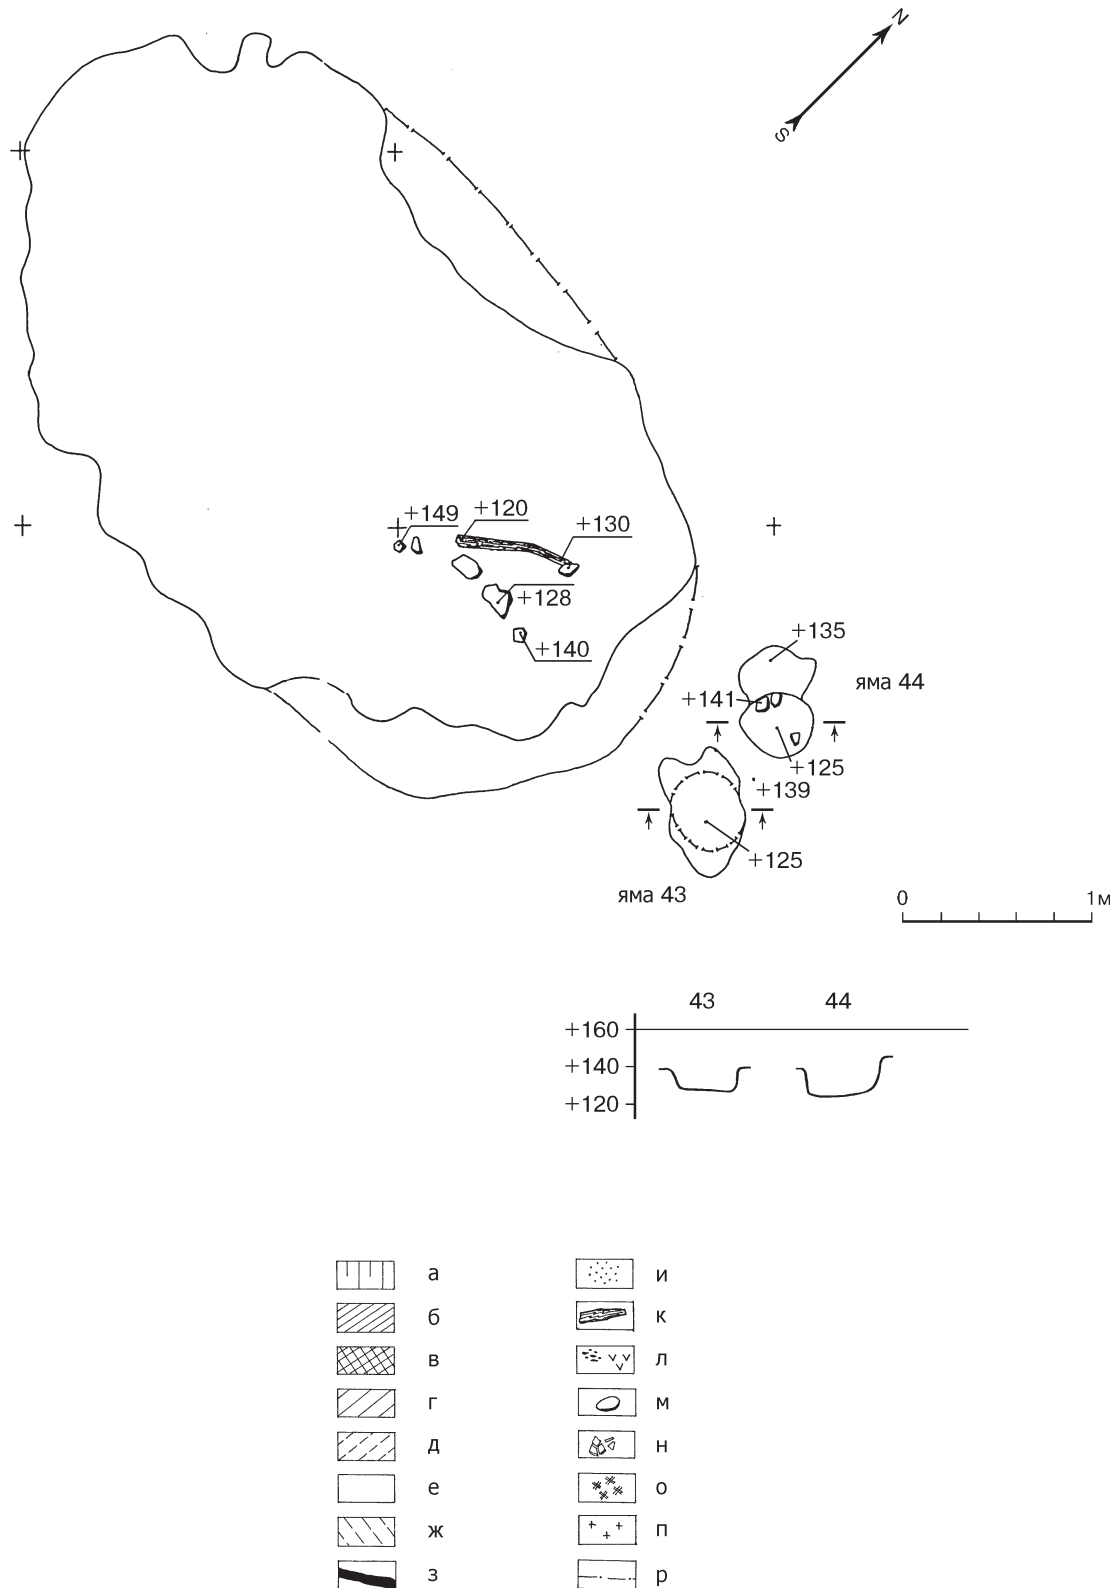 N
S
+149
+120
+130
+128
+140
+135
яма 44
+141
+125
+139
+125
яма 43
0 1м
43 44
+160
+140
+120
а и
б к
в л
г м
д н
е о
ж п
з р